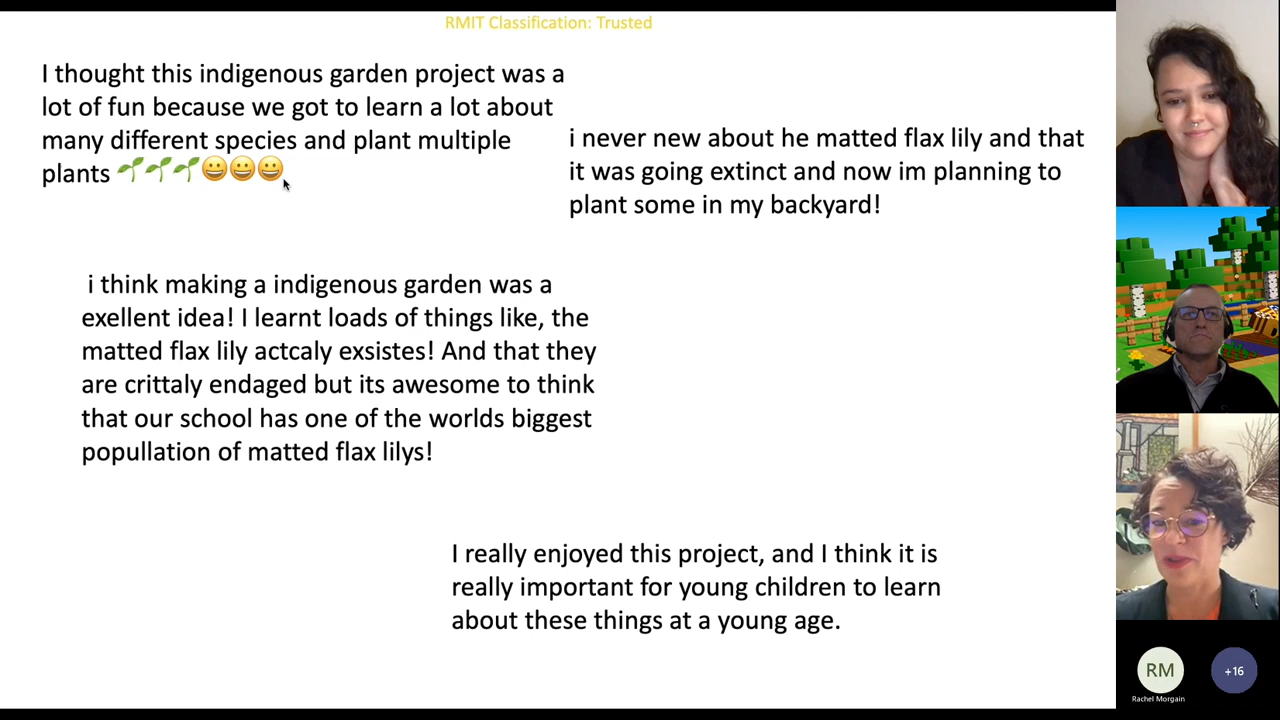 RMIT Classification: Trusted
I thought this indigenous garden project was a
lot of fun because we got to learn a lot about
many different species and plant multiple
plants 🌱🌱🌱😀😀😀
i never new about he matted flax lily and that
it was going extinct and now im planning to
plant some in my backyard!
i think making a indigenous garden was a
exellent idea! I learnt loads of things like, the
matted flax lily actcaly exsistes! And that they
are crittaly endaged but its awesome to think
that our school has one of the worlds biggest
popullation of matted flax lilys!
I really enjoyed this project, and I think it is
really important for young children to learn
about these things at a young age.
RM
+16
Rachel Morgain